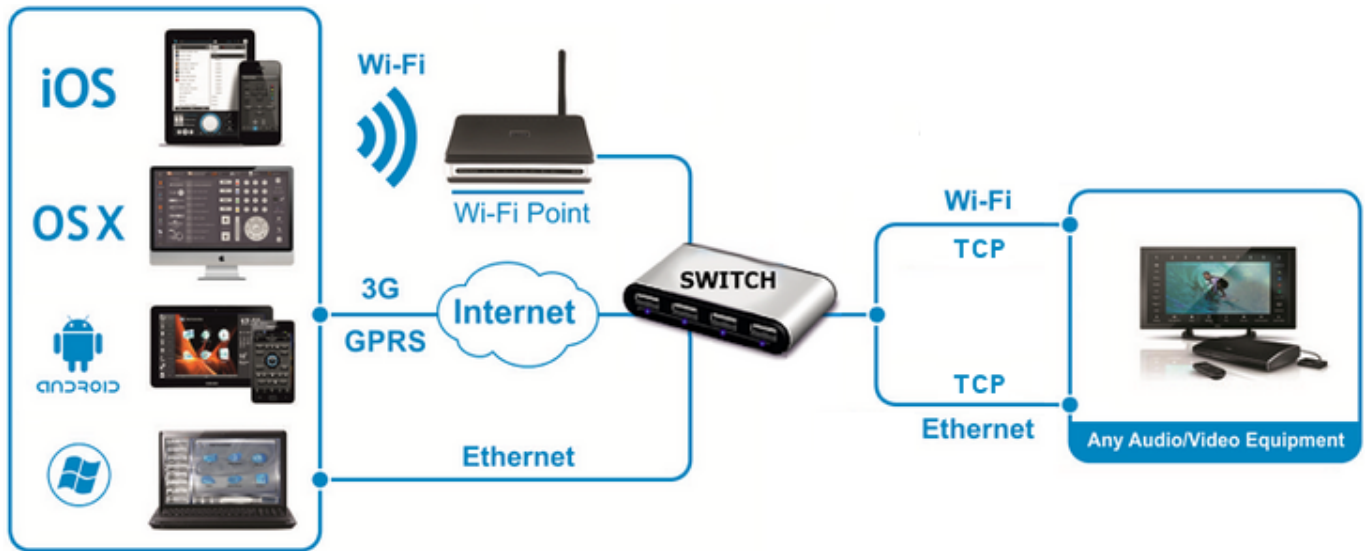 iOS
OS X
ANDROID
Wi-Fi
Wi-Fi Point
3G
GPRS
Internet
Ethernet
SWITCH
Wi-Fi
TCP
TCP
Ethernet
Any Audio/Video Equipment